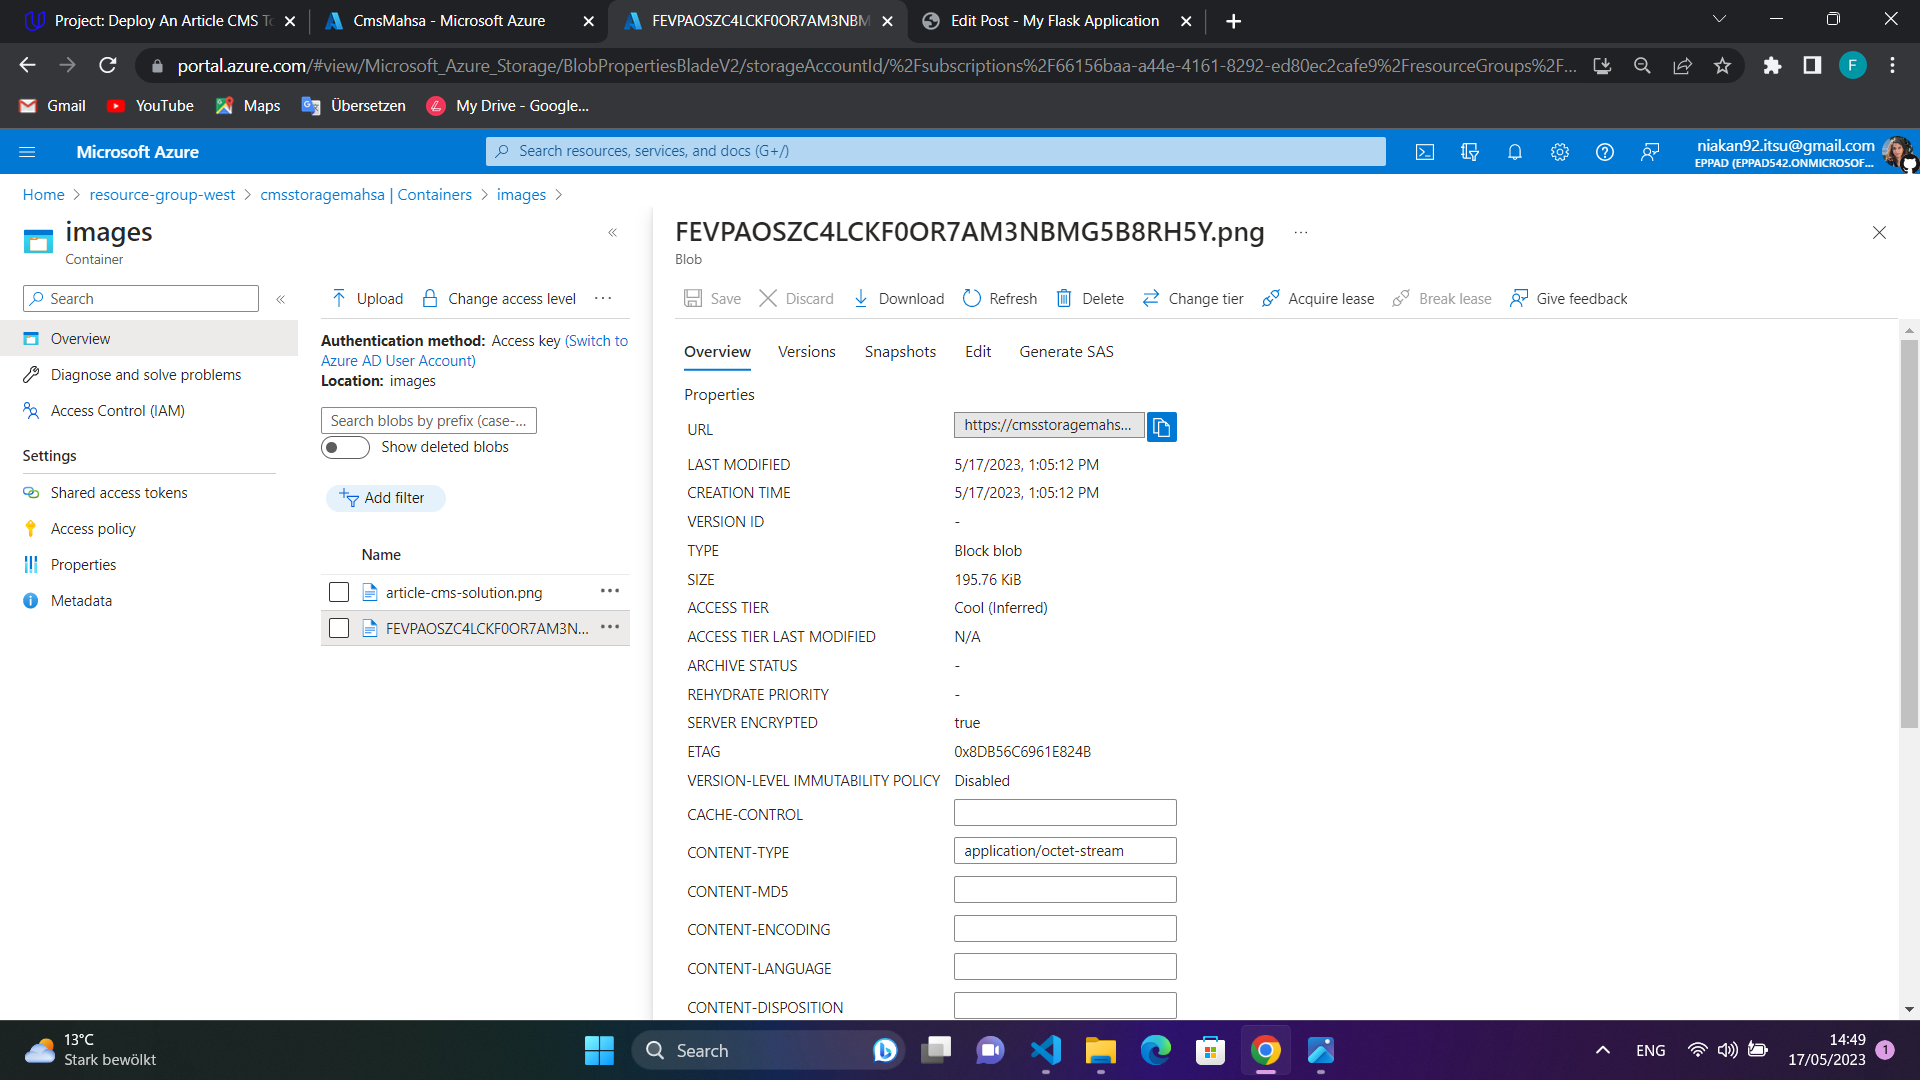 Project: Deploy An Article CMS To
CmsMahsa - Microsoft Azure
FEVPAOSZC4LCKF0OR7AM3NBM
Edit Post - My Flask Application
portal.azure.com/#view/Microsoft_Azure_Storage/BlobPropertiesBladeV2/storageAccountId/%2Fsubscriptions%2F66156baa-a44e-4161-8292-ed80ec2cafe9%2FresourceGroups%2F...
F
Gmail
YouTube
Maps
Übersetzen
My Drive - Google...
Microsoft Azure
Search resources, services, and docs (G+/)
niakan92.itsu@gmail.com
EPPAD (EPPAD542.ONMICROSOF...
Home > resource-group-west > cmsstoragemahsa | Containers > images >
images
Container
Search
Overview
Diagnose and solve problems
Access Control (IAM)
Settings
Shared access tokens
Access policy
Properties
Metadata
Upload
Change access level
Authentication method: Access key (Switch to
Azure AD User Account)
Location: images
Search blobs by prefix (case-...
Show deleted blobs
Add filter
Name
article-cms-solution.png
FEVPAOSZC4LCKF0OR7AM3N...
FEVPAOSZC4LCKF0OR7AM3NBMG5B8RH5Y.png
Blob
Save
Discard
Download
Refresh
Delete
Change tier
Acquire lease
Break lease
Give feedback
Overview
Versions
Snapshots
Edit
Generate SAS
Properties
URL https://cmsstoragemahs...
LAST MODIFIED 5/17/2023, 1:05:12 PM
CREATION TIME 5/17/2023, 1:05:12 PM
VERSION ID -
TYPE Block blob
SIZE 195.76 KiB
ACCESS TIER Cool (Inferred)
ACCESS TIER LAST MODIFIED N/A
ARCHIVE STATUS -
REHYDRATE PRIORITY -
SERVER ENCRYPTED true
ETAG 0x8DB56C6961E824B
VERSION-LEVEL IMMUTABILITY POLICY Disabled
CACHE-CONTROL
CONTENT-TYPE application/octet-stream
CONTENT-MD5
CONTENT-ENCODING
CONTENT-LANGUAGE
CONTENT-DISPOSITION
13°C
Stark bewölkt
Search
ENG
14:49
17/05/2023
1